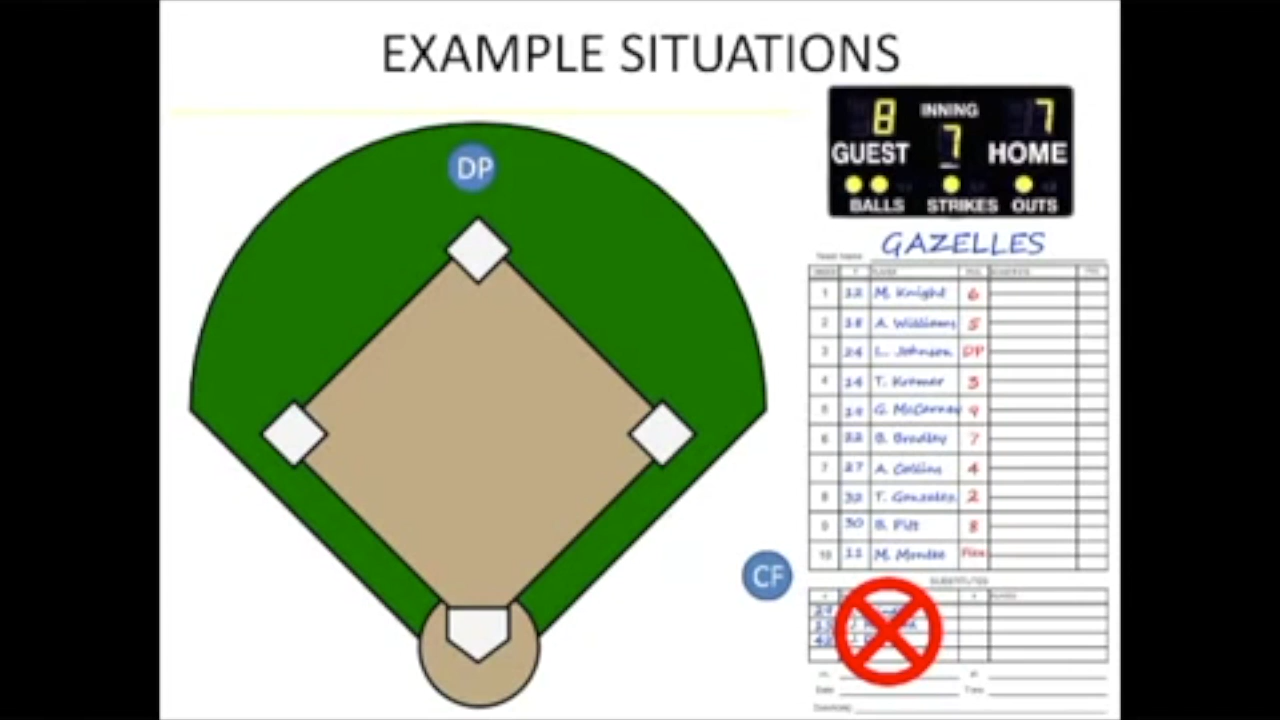 EXAMPLE SITUATIONS
8 INNING 7
7
GUEST HOME
BALLS STRIKES OUTS
DP
CF
GAZELLES
1 12 M. Knight 6
2 18 A. Williams 5
3 24 L. Johnson DP
4 14 T. Kramer 3
5 G. McCarney 9
6 22 B. Bradley 7
7 27 A. Collins 4
8 32 T. Gonzalez 2
9 30 B. Pitt 8
10 11 M. Flex
SUBSTITUTES